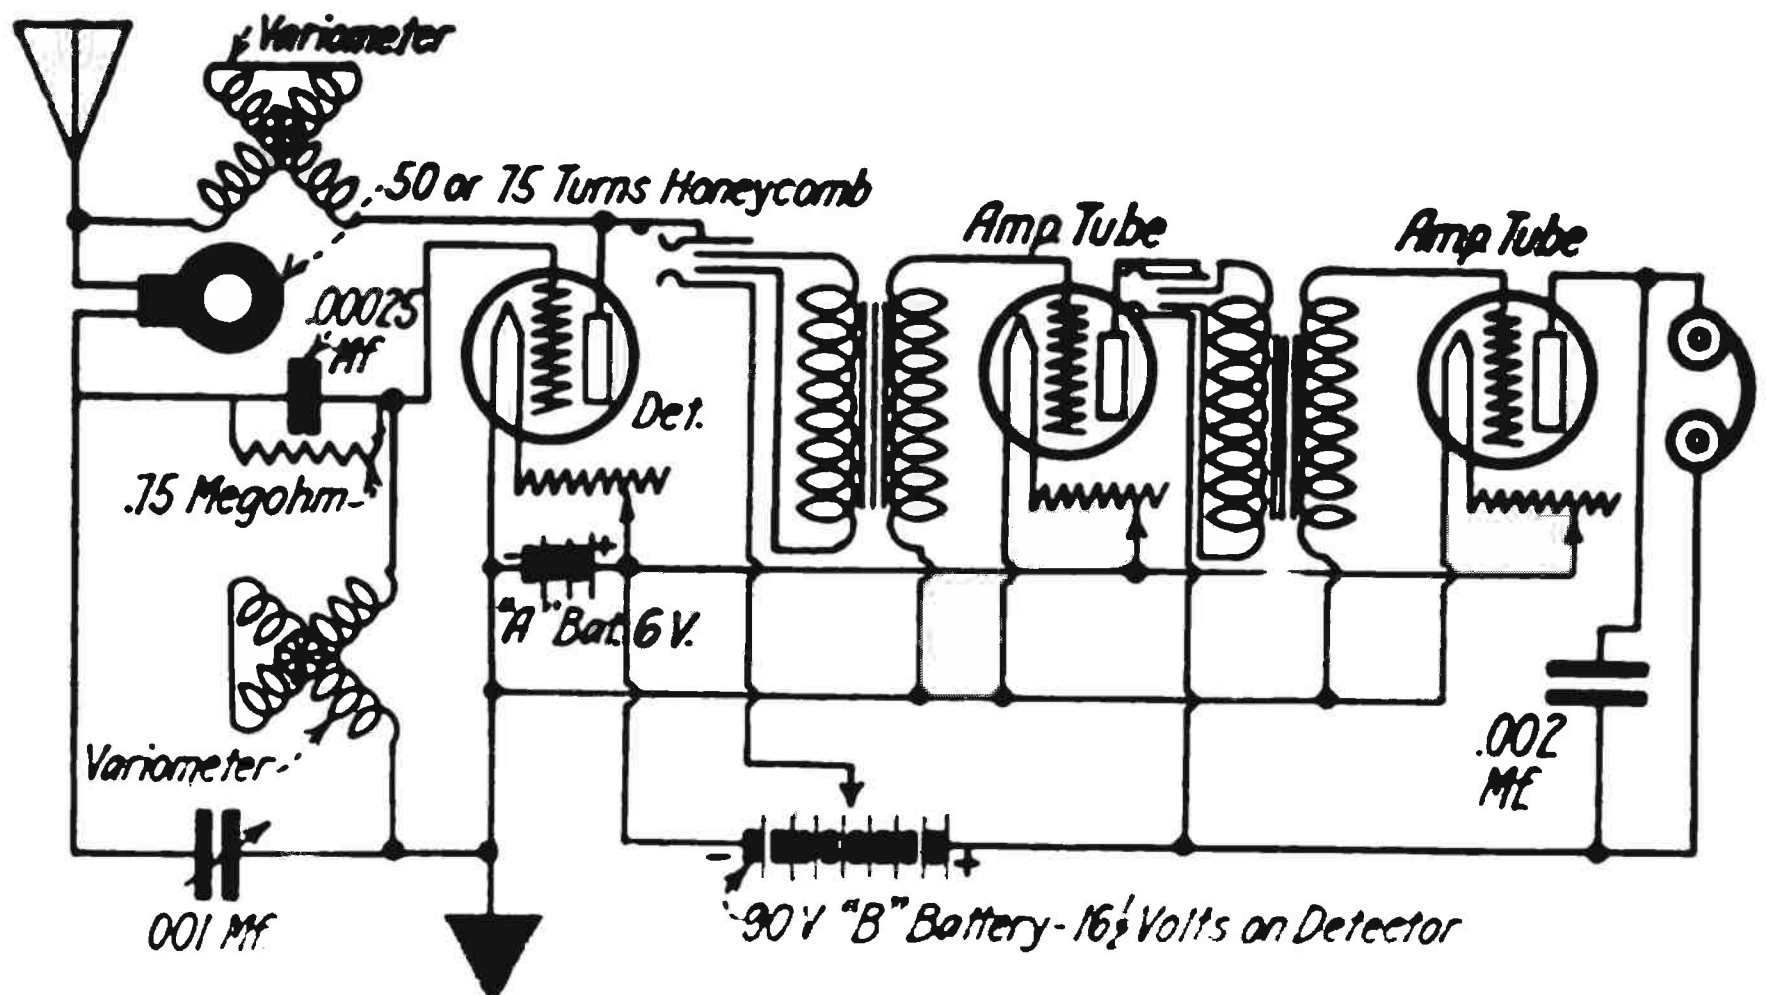 Variometer
.50 or 75 Turns Honeycomb
Amp Tube
Amp Tube
.00025
Mf
Det.
.75 Megohm
- +
"A" Bat. 6 V.
Variometer
.002
Mf.
- +
001 Mf.
90 V "B" Battery - 16½ Volts on Detector